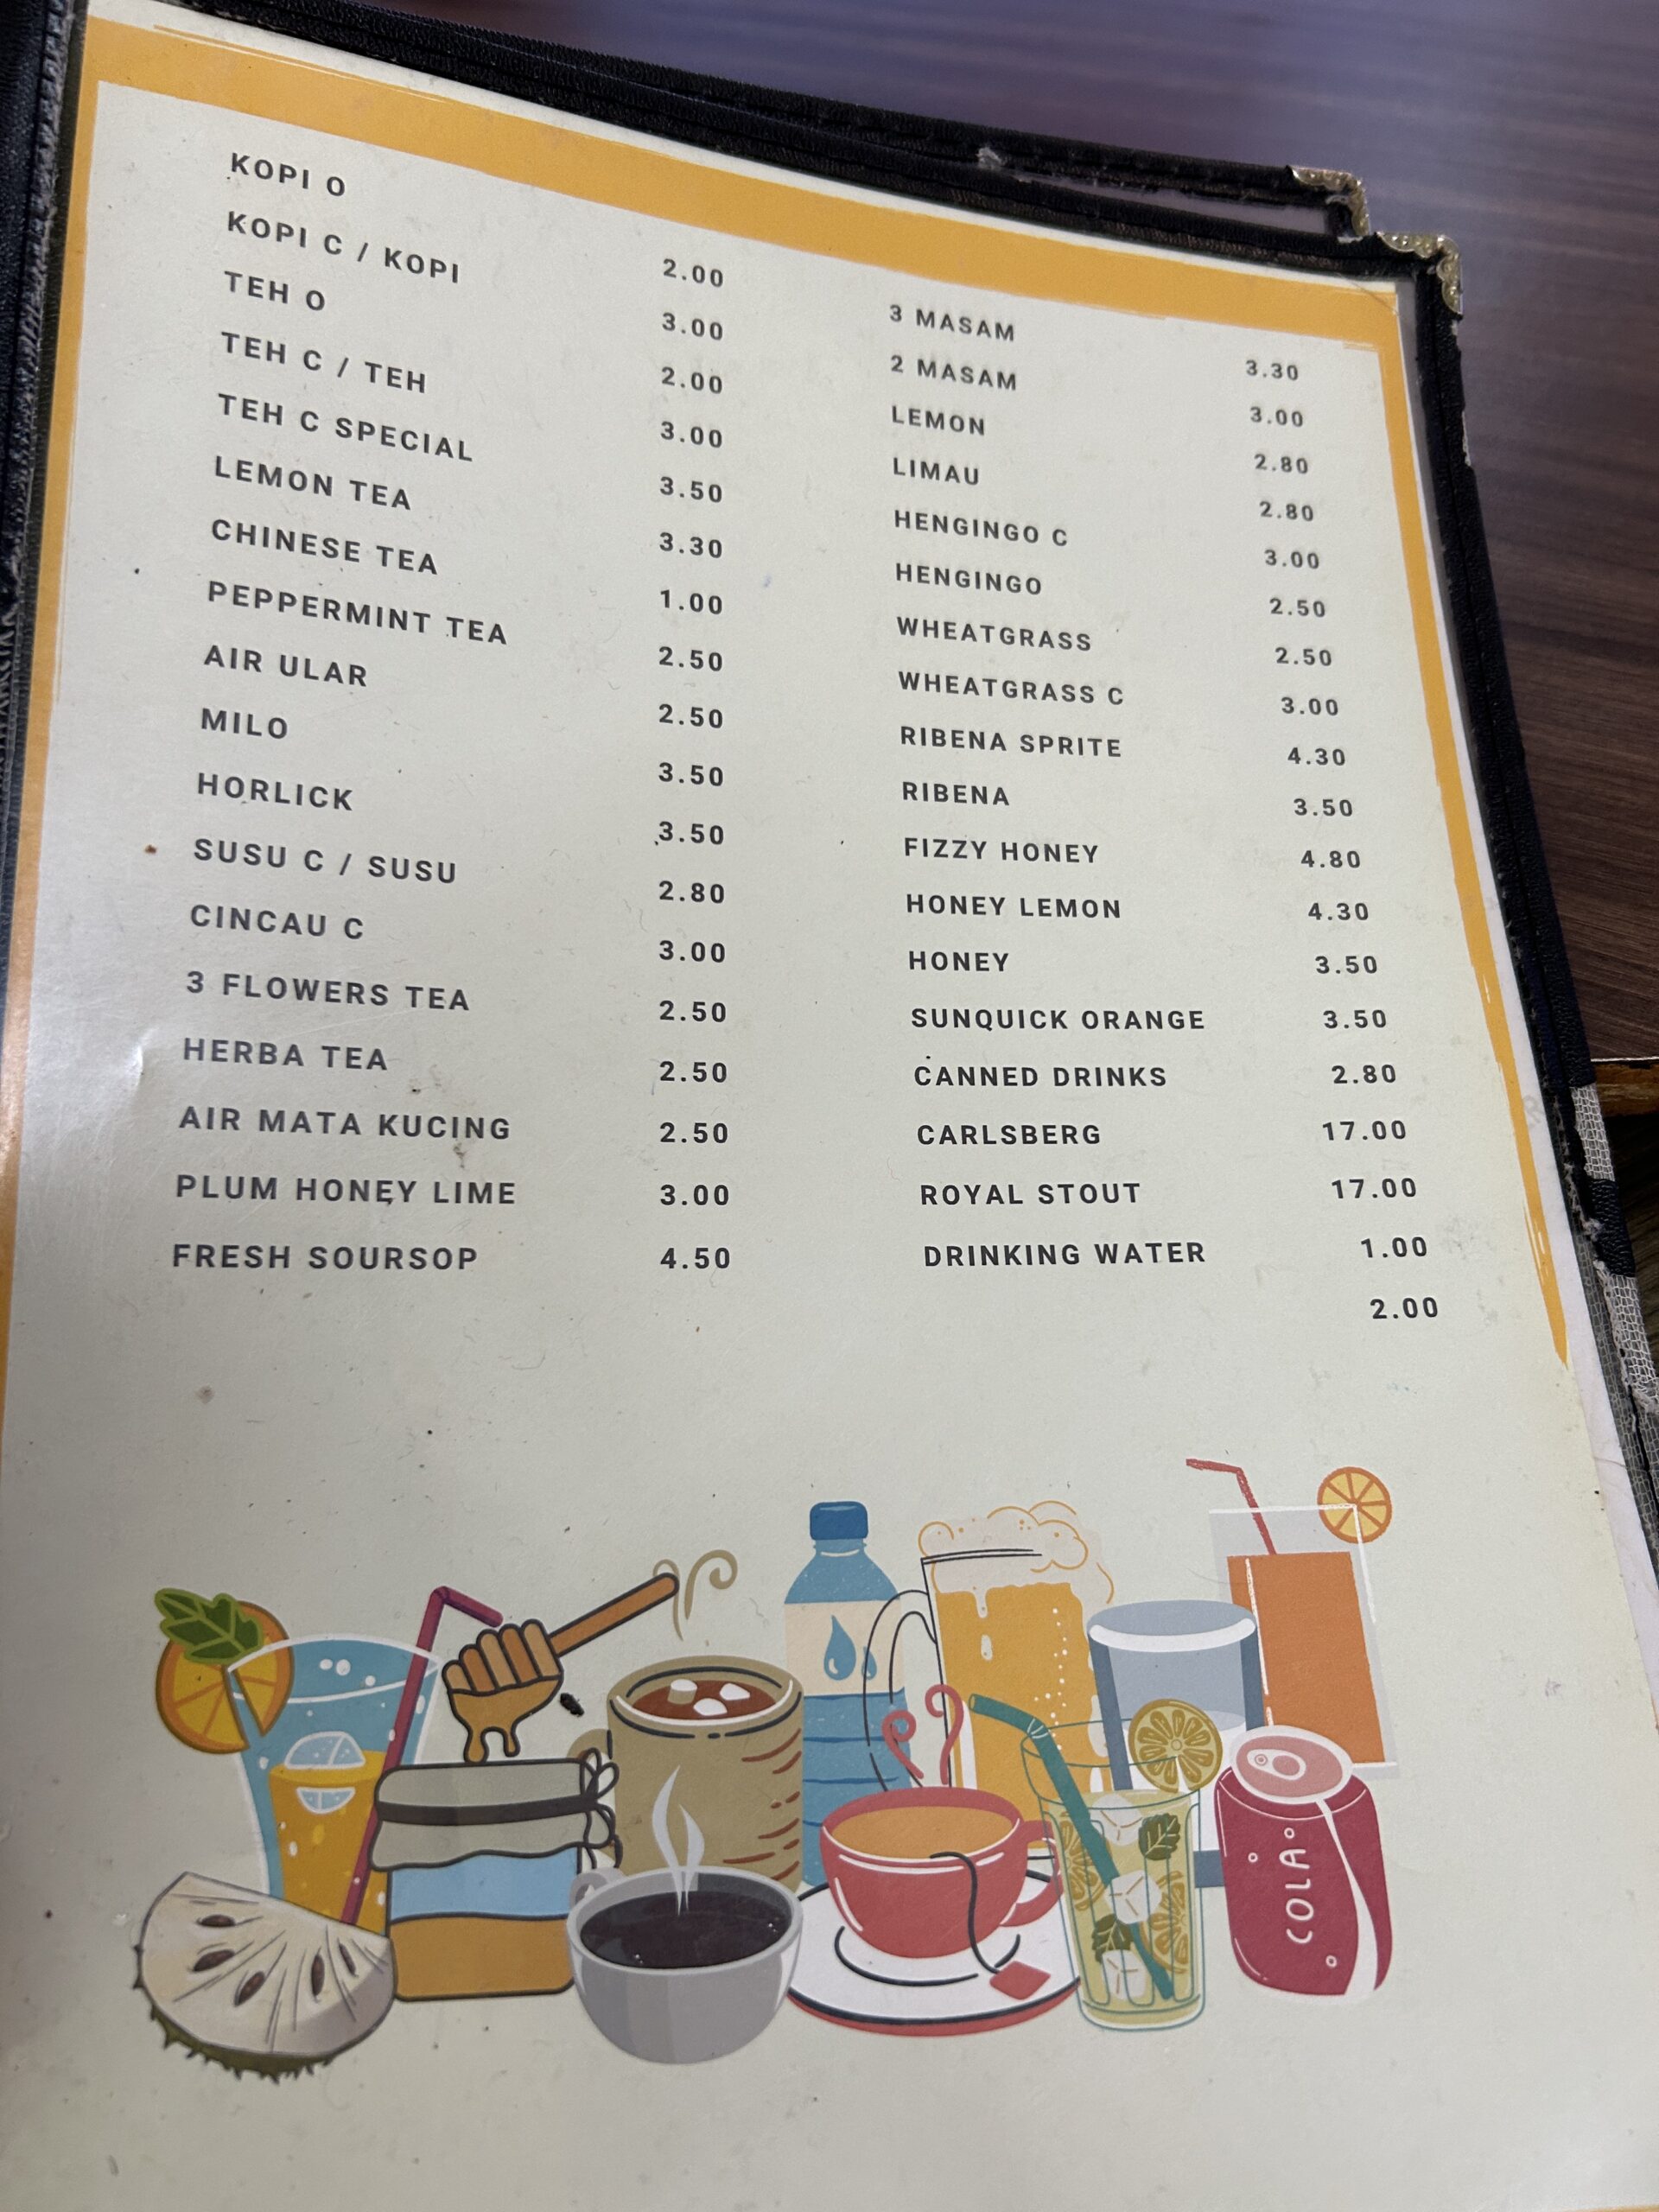 KOPI O 2.00
KOPI C / KOPI 3.00
TEH O 2.00
TEH C / TEH 3.00
TEH C SPECIAL 3.50
LEMON TEA 3.30
CHINESE TEA 1.00
PEPPERMINT TEA 2.50
AIR ULAR 2.50
MILO 3.50
HORLICK 3.50
SUSU C / SUSU 2.80
CINCAU C 3.00
3 FLOWERS TEA 2.50
HERBA TEA 2.50
AIR MATA KUCING 2.50
PLUM HONEY LIME 3.00
FRESH SOURSOP 4.50
3 MASAM 3.30
2 MASAM 3.00
LEMON 2.80
LIMAU 2.80
HENGINGO C 3.00
HENGINGO 2.50
WHEATGRASS 2.50
WHEATGRASS C 3.00
RIBENA SPRITE 4.30
RIBENA 3.50
FIZZY HONEY 4.80
HONEY LEMON 4.30
HONEY 3.50
SUNQUICK ORANGE 3.50
CANNED DRINKS 2.80
CARLSBERG 17.00
ROYAL STOUT 17.00
DRINKING WATER 1.00
2.00
COLA